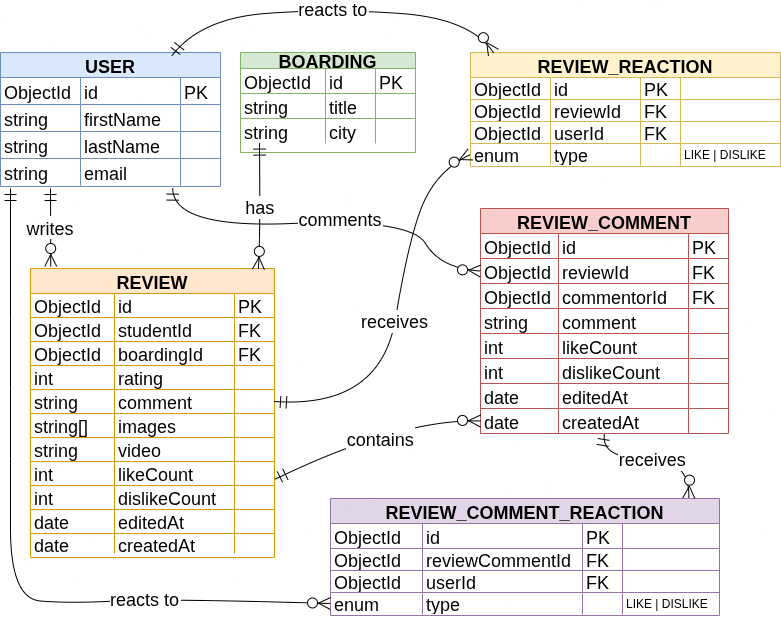 reacts to
USER
ObjectId id PK
string firstName
string lastName
string email
BOARDING
ObjectId id PK
string title
string city
REVIEW_REACTION
ObjectId id PK
ObjectId reviewId FK
ObjectId userId FK
enum type LIKE | DISLIKE
writes
has
comments
receives
REVIEW
ObjectId id PK
ObjectId studentId FK
ObjectId boardingId FK
int rating
string comment
string[] images
string video
int likeCount
int dislikeCount
date editedAt
date createdAt
REVIEW_COMMENT
ObjectId id PK
ObjectId reviewId FK
ObjectId commentorId FK
string comment
int likeCount
int dislikeCount
date editedAt
date createdAt
contains
receives
REVIEW_COMMENT_REACTION
ObjectId id PK
ObjectId reviewCommentId FK
ObjectId userId FK
enum type LIKE | DISLIKE
reacts to